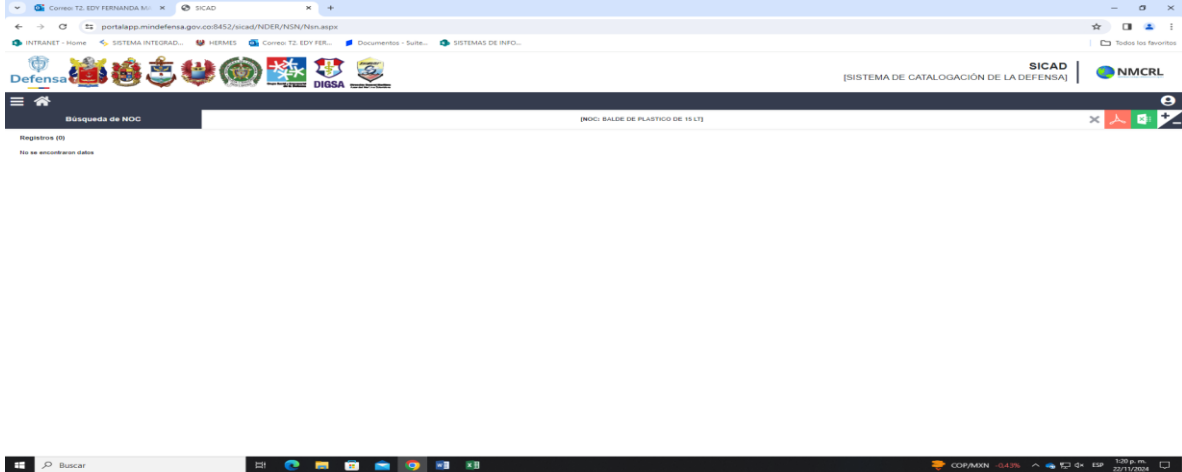 Correo: T2. EDY FERNANDA MA
SICAD
portalapp.mindefensa.gov.co:8452/sicad/NDER/NSN/Nsn.aspx
INTRANET - Home
SISTEMA INTEGRAD...
HERMES
Correo: T2. EDY FER...
Documentos - Suite...
SISTEMAS DE INFO...
Todos los favoritos
Defensa
DIGSA
SICAD
[SISTEMA DE CATALOGACIÓN DE LA DEFENSA]
NMCRL
Búsqueda de NOC
[NOC: BALDE DE PLASTICO DE 15 LT]
Registros (0)
No se encontraron datos
Buscar
COP/MXN -0.43%
ESP
1:20 p. m.
22/11/2024